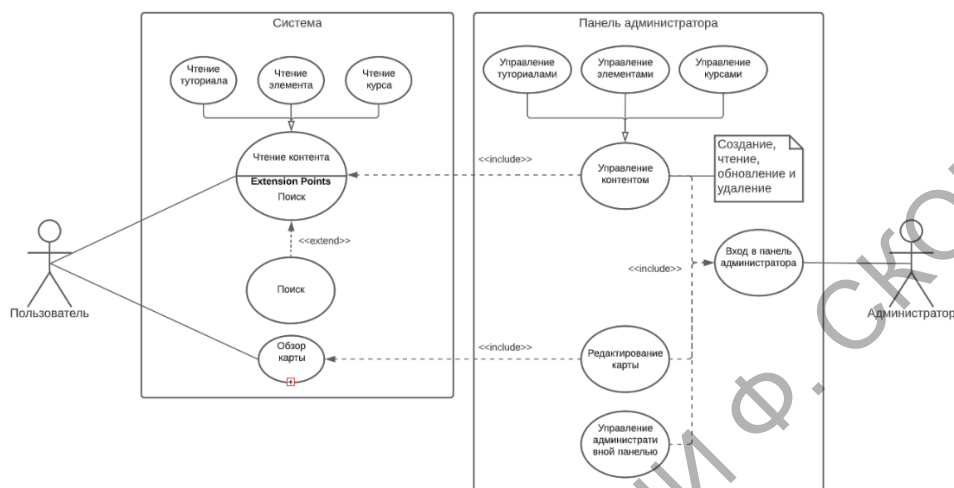 Система
Чтение
туториала
Чтение
элемента
Чтение
курса
Чтение контента
Extension Points
Поиск
<<extend>>
Поиск
Обзор
карты
Пользователь
<<include>>
<<include>>
Панель администратора
Управление
туториалами
Управление
элементами
Управление
курсами
Управление
контентом
Создание,
чтение,
обновление и
удаление
<<include>>
Вход в панель
администратора
Редактирование
карты
Управление
администрати
вной панелью
Администратор
Ф.